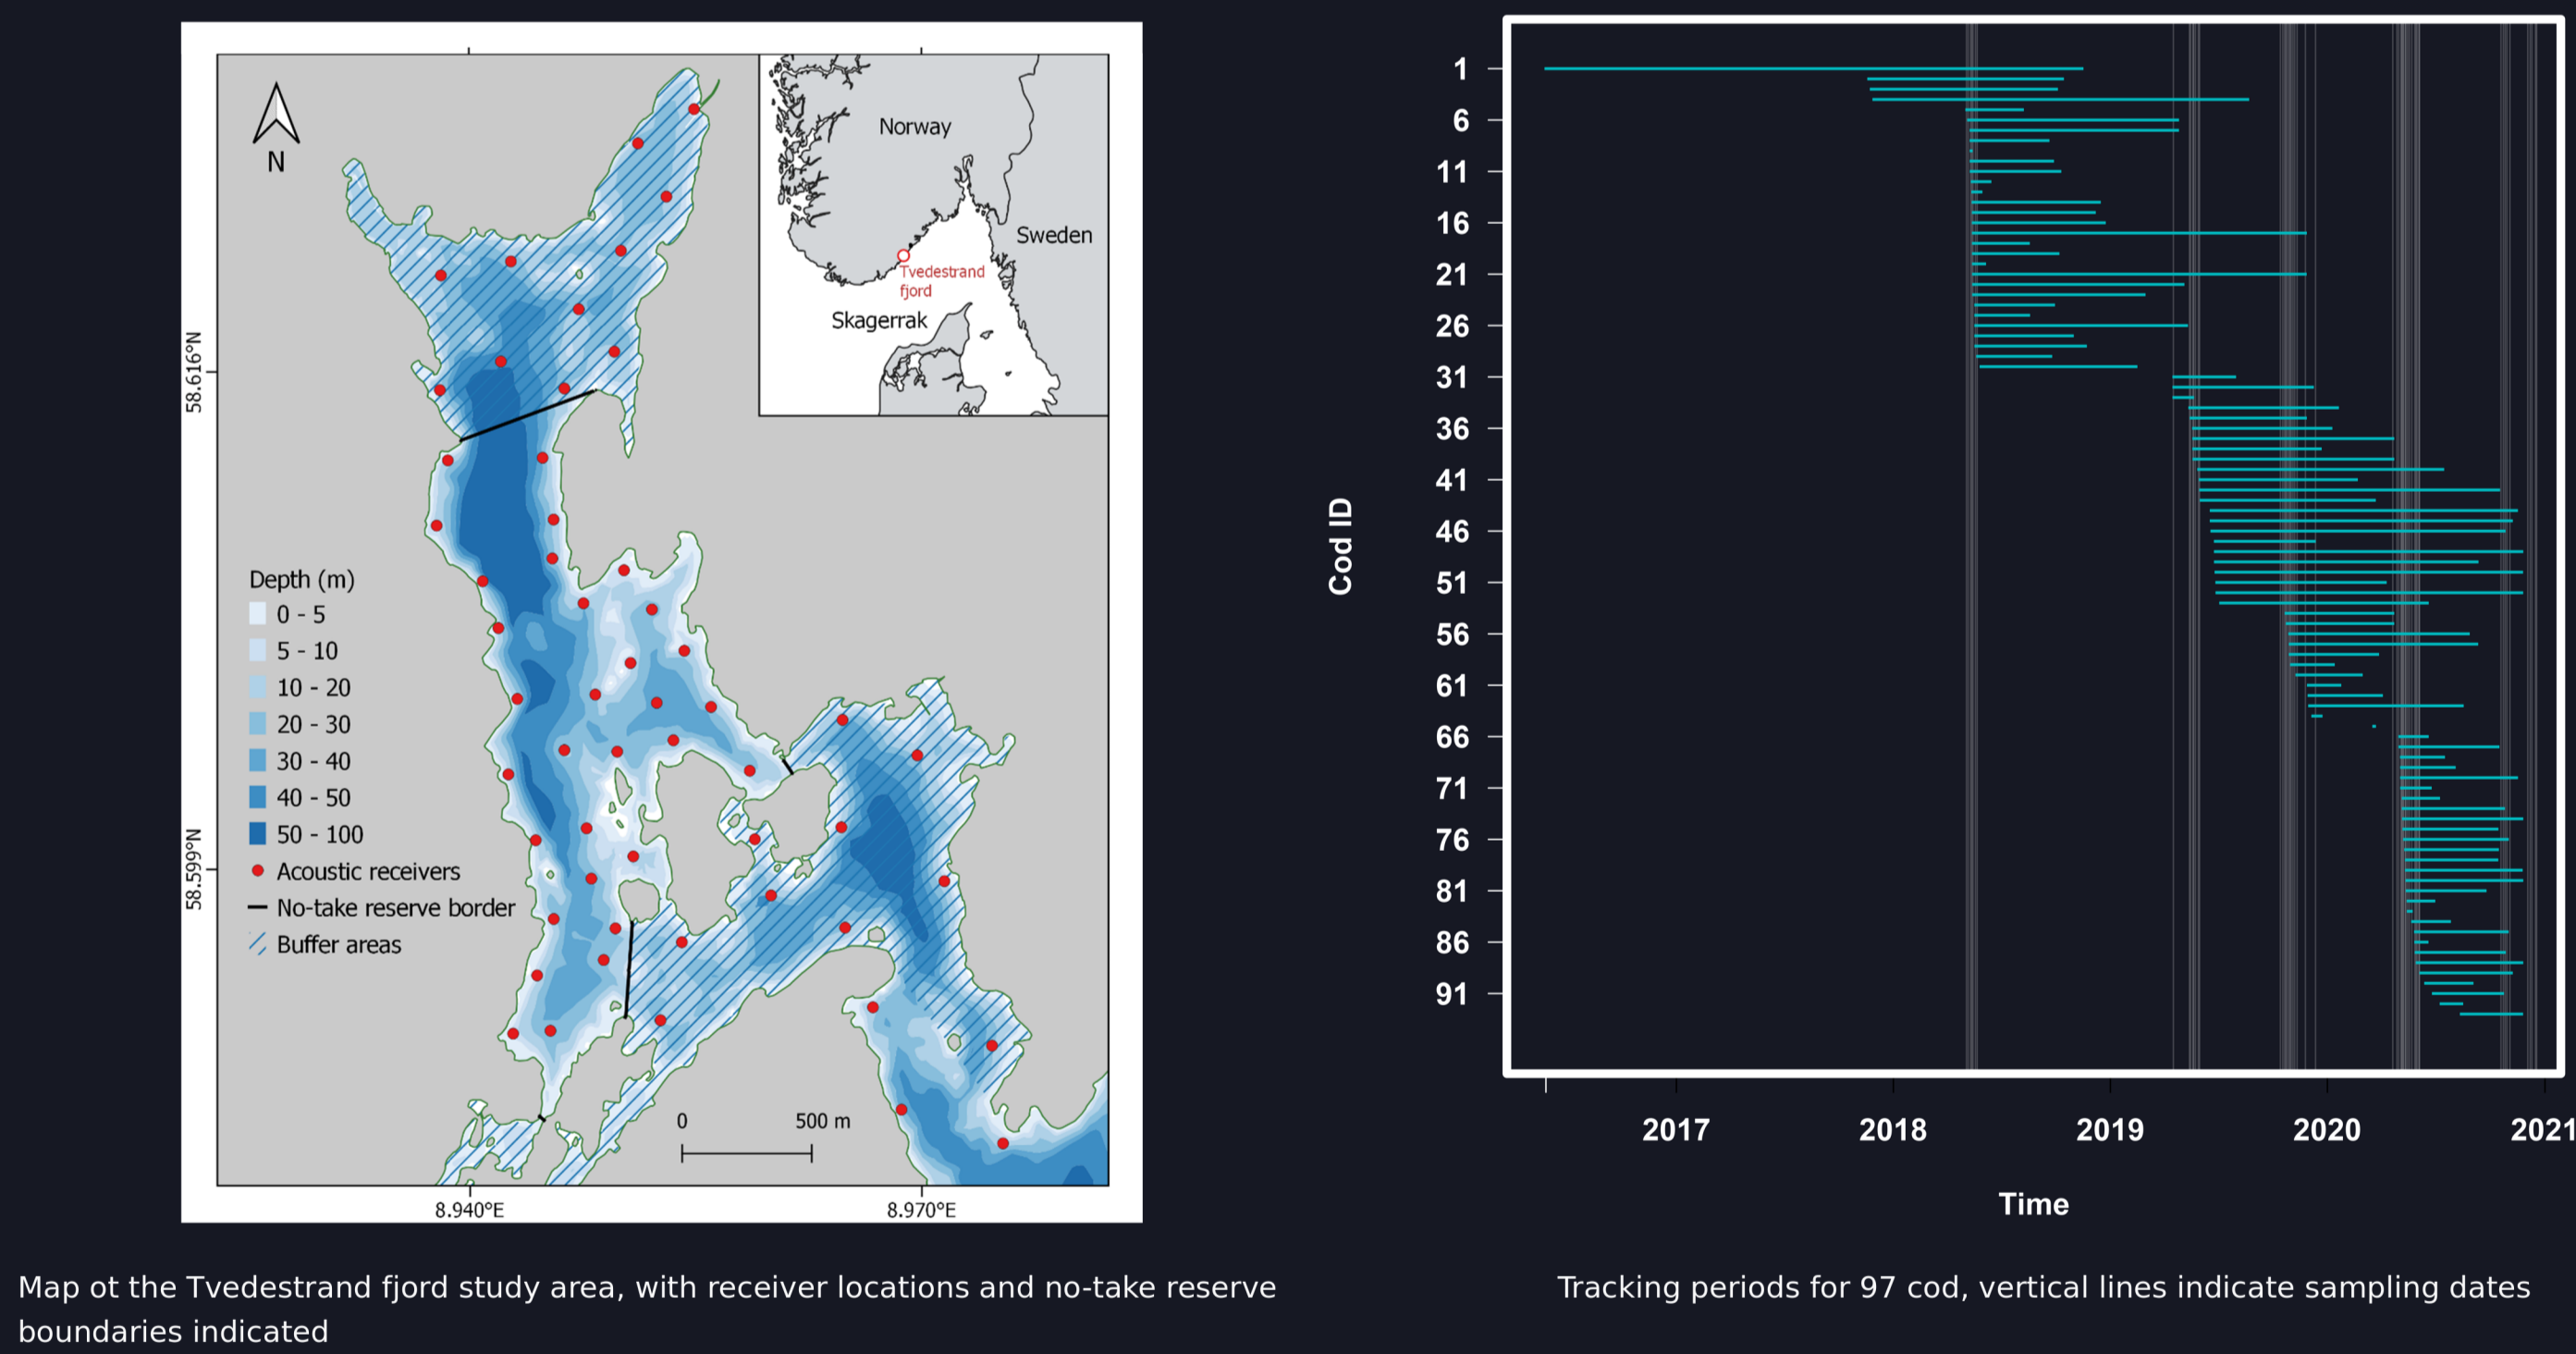 N
Norway
Sweden
Tvedestrand
fjord
Skagerrak
58.616°N
58.599°N
Depth (m)
0 - 5
5 - 10
10 - 20
20 - 30
30 - 40
40 - 50
50 - 100
Acoustic receivers
No-take reserve border
Buffer areas
0 500 m
8.940°E 8.970°E
Map ot the Tvedestrand fjord study area, with receiver locations and no-take reserve
boundaries indicated
Cod ID
1
6
11
16
21
26
31
36
41
46
51
56
61
66
71
76
81
86
91
2017 2018 2019 2020 2021
Time
Tracking periods for 97 cod, vertical lines indicate sampling dates